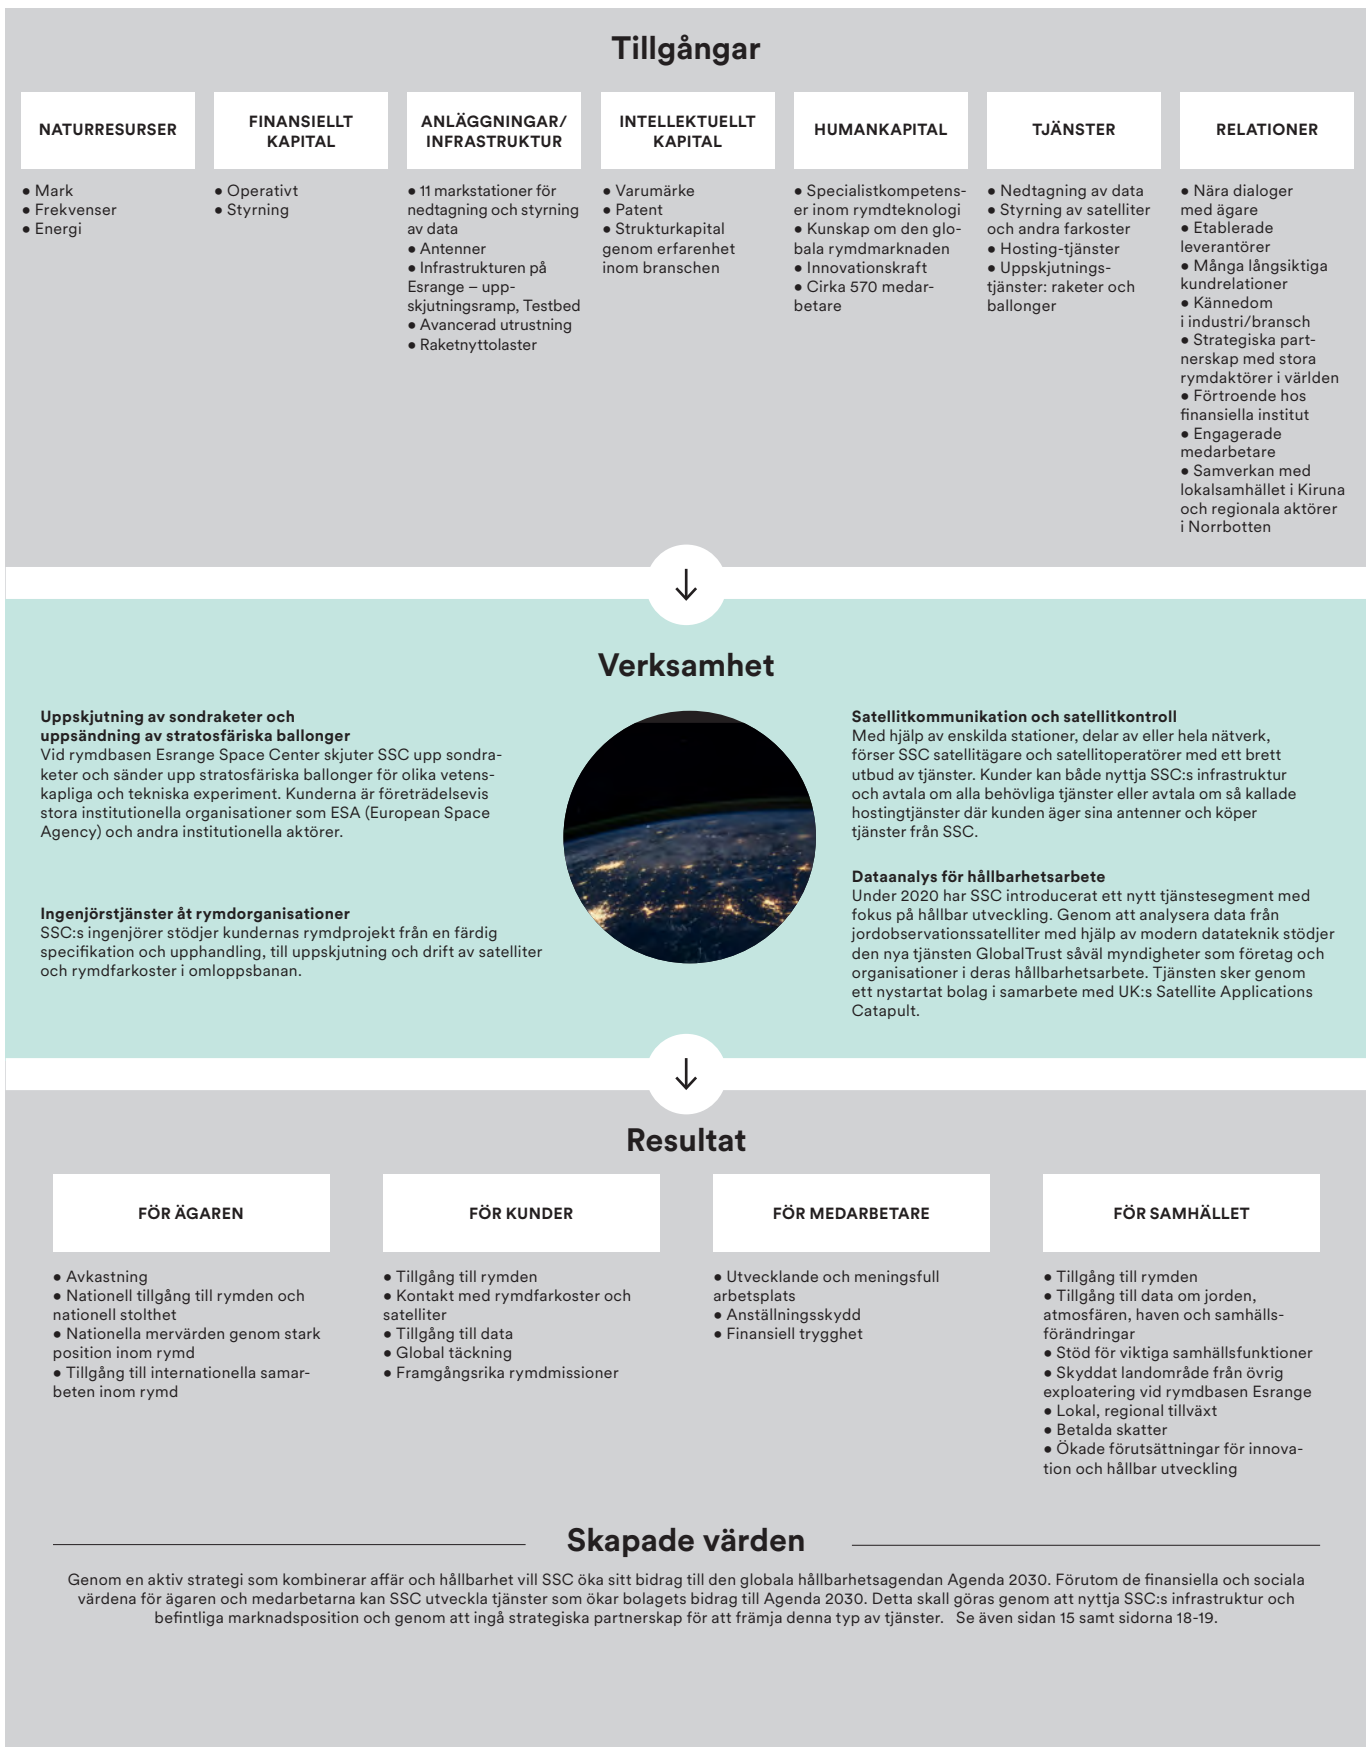 Tillgångar
NATURRESURSER
● Mark
● Frekvenser
● Energi
FINANSIELLT
KAPITAL
● Operativt
● Styrning
ANLÄGGNINGAR/
INFRASTRUKTUR
● 11 markstationer för
nedtagning och styrning
av data
● Antenner
● Infrastrukturen på
Esrange – upp-
skjutningsramp, Testbed
● Avancerad utrustning
● Raketnyttolaster
INTELLEKTUELLT
KAPITAL
● Varumärke
● Patent
● Strukturkapital
genom erfarenhet
inom branschen
HUMANKAPITAL
● Specialistkompetens-
er inom rymdteknologi
● Kunskap om den glo-
bala rymdmarknaden
● Innovationskraft
● Cirka 570 medar-
betare
TJÄNSTER
● Nedtagning av data
● Styrning av satelliter
och andra farkoster
● Hosting-tjänster
● Uppskjutnings-
tjänster: raketer och
ballonger
RELATIONER
● Nära dialoger
med ägare
● Etablerade
leverantörer
● Många långsiktiga
kundrelationer
● Kännedom
i industri/bransch
● Strategiska part-
nerskap med stora
rymdaktörer i världen
● Förtroende hos
finansiella institut
● Engagerade
medarbetare
● Samverkan med
lokalsamhället i Kiruna
och regionala aktörer
i Norrbotten
↓
Verksamhet
Uppskjutning av sondraketer och
uppsändning av stratosfäriska ballonger
Vid rymdbasen Esrange Space Center skjuter SSC upp sondra-
keter och sänder upp stratosfäriska ballonger för olika vetens-
kapliga och tekniska experiment. Kunderna är företrädelsevis
stora institutionella organisationer som ESA (European Space
Agency) och andra institutionella aktörer.
Ingenjörstjänster åt rymdorganisationer
SSC:s ingenjörer stödjer kundernas rymdprojekt från en färdig
specifikation och upphandling, till uppskjutning och drift av satelliter
och rymdfarkoster i omloppsbanan.
Satellitkommunikation och satellitkontroll
Med hjälp av enskilda stationer, delar av eller hela nätverk,
förser SSC satellitägare och satellitoperatörer med ett brett
utbud av tjänster. Kunder kan både nyttja SSC:s infrastruktur
och avtala om alla behövliga tjänster eller avtala om så kallade
hostingtjänster där kunden äger sina antenner och köper
tjänster från SSC.
Dataanalys för hållbarhetsarbete
Under 2020 har SSC introducerat ett nytt tjänstesegment med
fokus på hållbar utveckling. Genom att analysera data från
jordobservationssatelliter med hjälp av modern datateknik stödjer
den nya tjänsten GlobalTrust såväl myndigheter som företag och
organisationer i deras hållbarhetsarbete. Tjänsten sker genom
ett nystartat bolag i samarbete med UK:s Satellite Applications
Catapult.
↓
Resultat
FÖR ÄGAREN
● Avkastning
● Nationell tillgång till rymden och
nationell stolthet
● Nationella mervärden genom stark
position inom rymd
● Tillgång till internationella samar-
beten inom rymd
FÖR KUNDER
● Tillgång till rymden
● Kontakt med rymdfarkoster och
satelliter
● Tillgång till data
● Global täckning
● Framgångsrika rymdmissioner
FÖR MEDARBETARE
● Utvecklande och meningsfull
arbetsplats
● Anställningsskydd
● Finansiell trygghet
FÖR SAMHÄLLET
● Tillgång till rymden
● Tillgång till data om jorden,
atmosfären, haven och samhälls-
förändringar
● Stöd för viktiga samhällsfunktioner
● Skyddat landområde från övrig
exploatering vid rymdbasen Esrange
● Lokal, regional tillväxt
● Betalda skatter
● Ökade förutsättningar för innova-
tion och hållbar utveckling
Skapade värden
Genom en aktiv strategi som kombinerar affär och hållbarhet vill SSC öka sitt bidrag till den globala hållbarhetsagendan Agenda 2030. Förutom de finansiella och sociala
värdena för ägaren och medarbetarna kan SSC utveckla tjänster som ökar bolagets bidrag till Agenda 2030. Detta skall göras genom att nyttja SSC:s infrastruktur och
befintliga marknadsposition och genom att ingå strategiska partnerskap för att främja denna typ av tjänster. Se även sidan 15 samt sidorna 18-19.